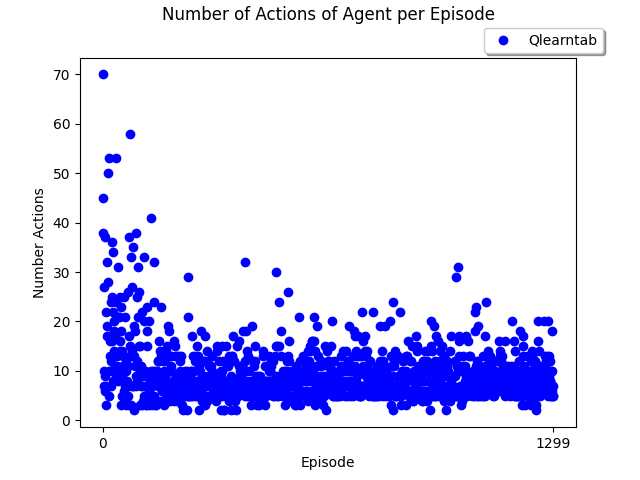 Number of Actions of Agent per Episode
Qlearntab
70
60
50
40
30
20
10
0
Number Actions
0
1299
Episode